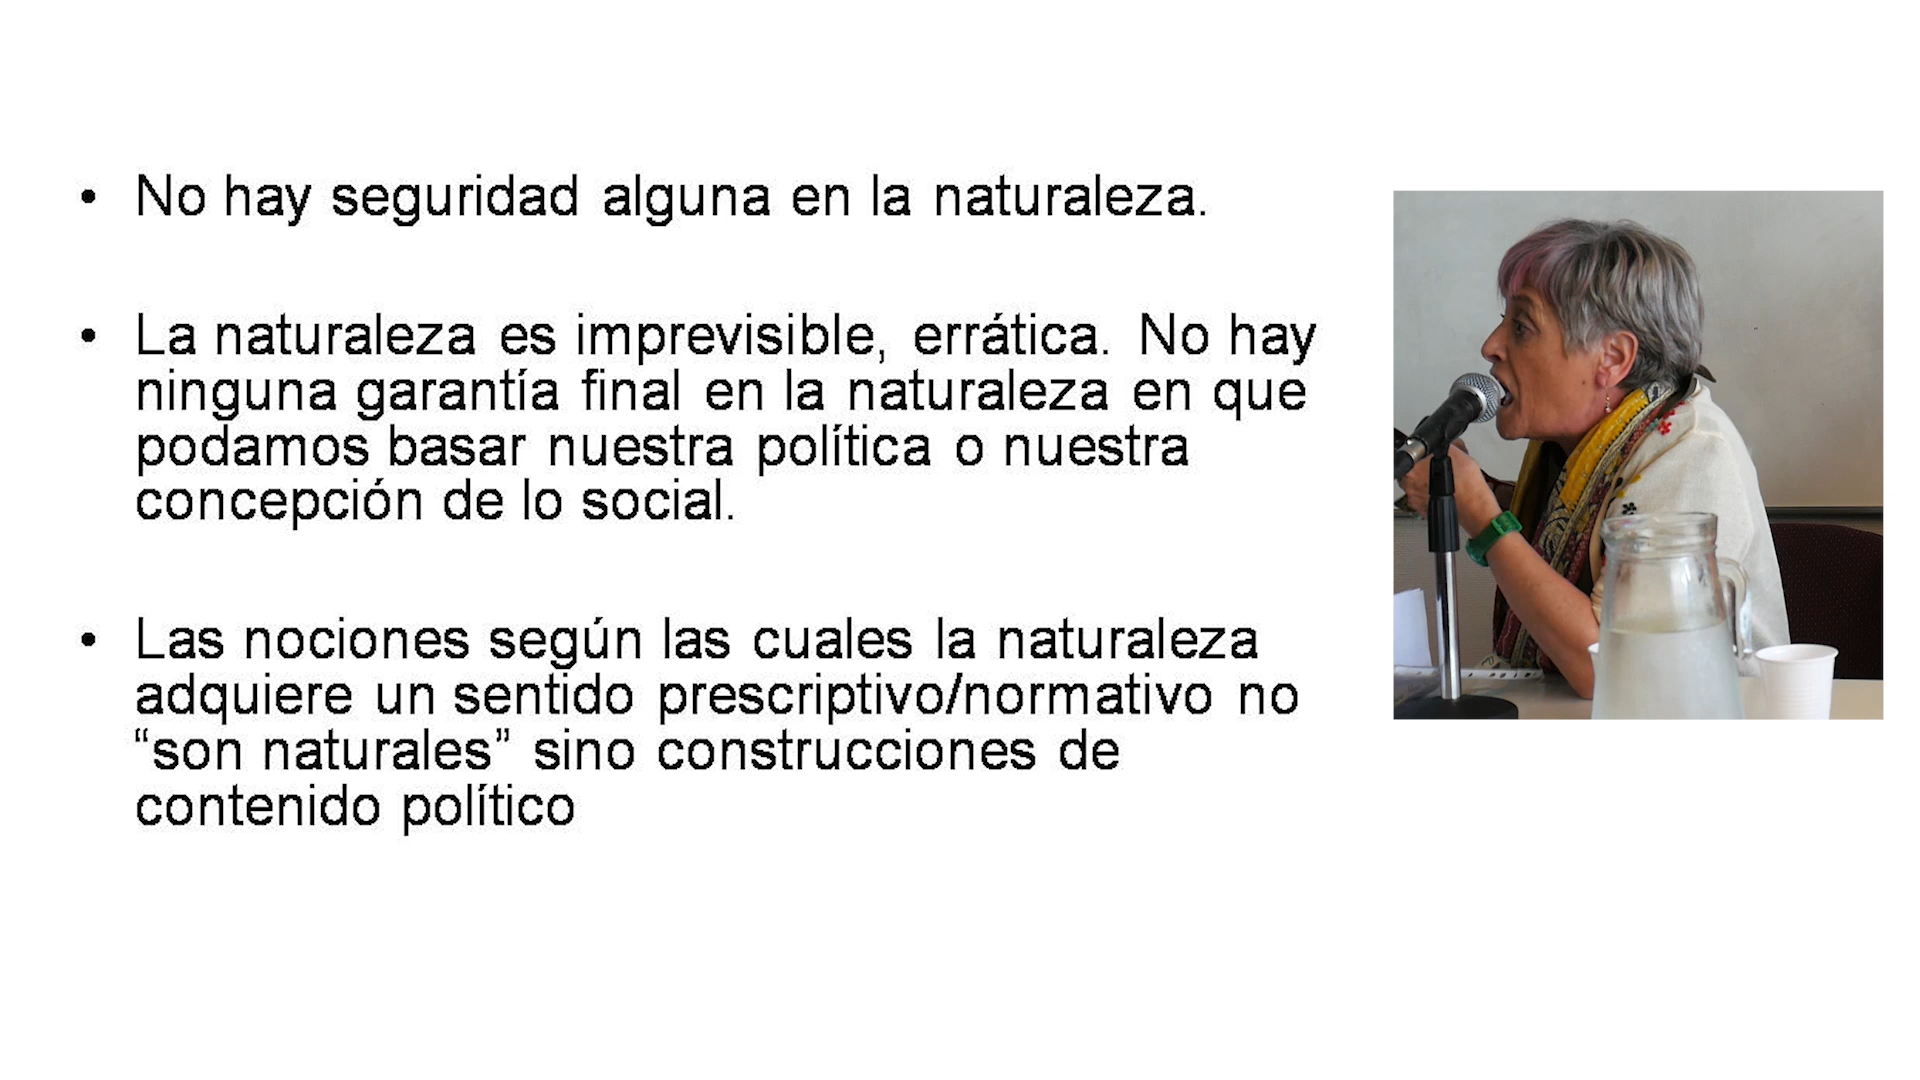 • No hay seguridad alguna en la naturaleza.
• La naturaleza es imprevisible, errática. No hay
ninguna garantía final en la naturaleza en que
podamos basar nuestra política o nuestra
concepción de lo social.
• Las nociones según las cuales la naturaleza
adquiere un sentido prescriptivo/normativo no
“son naturales” sino construcciones de
contenido político